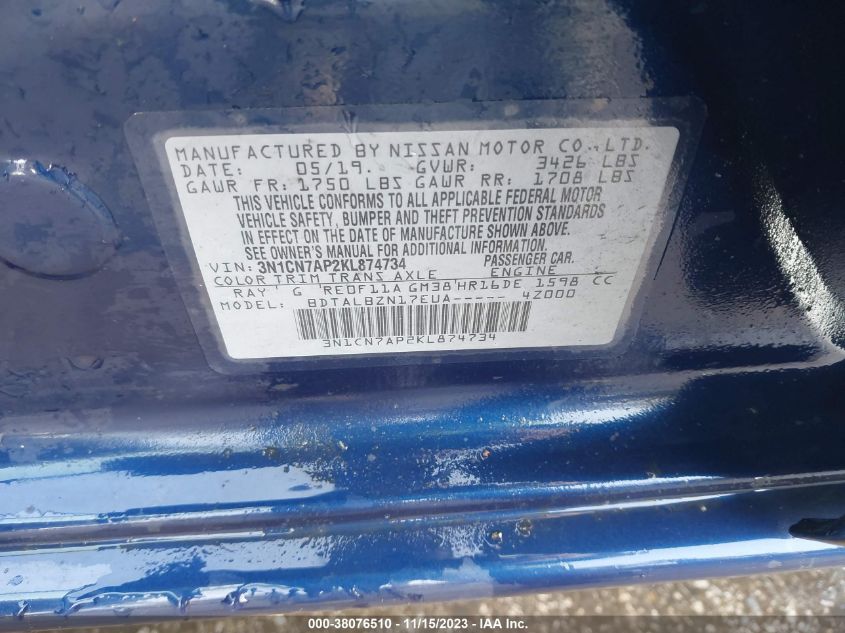 MANUFACTURED BY NISSAN MOTOR CO.,LTD.
DATE: 05/19. GVWR: 3426 LBS
GAWR FR: 1750 LBS GAWR RR: 1708 LBS
THIS VEHICLE CONFORMS TO ALL APPLICABLE FEDERAL MOTOR
VEHICLE SAFETY, BUMPER AND THEFT PREVENTION STANDARDS
IN EFFECT ON THE DATE OF MANUFACTURE SHOWN ABOVE.
SEE OWNER'S MANUAL FOR ADDITIONAL INFORMATION.
VIN: 3N1CN7AP2KL874734 PASSENGER CAR.
COLOR TRIM TRANS AXLE ENGINE
RAY G RE0F11A GM38 HR16DE 1598 CC
MODEL: BDTALBZN17EUA----- 4Z000
3N1CN7AP2KL874734
000-38076510 - 11/15/2023 - COPYRIGHT IAA, Inc.